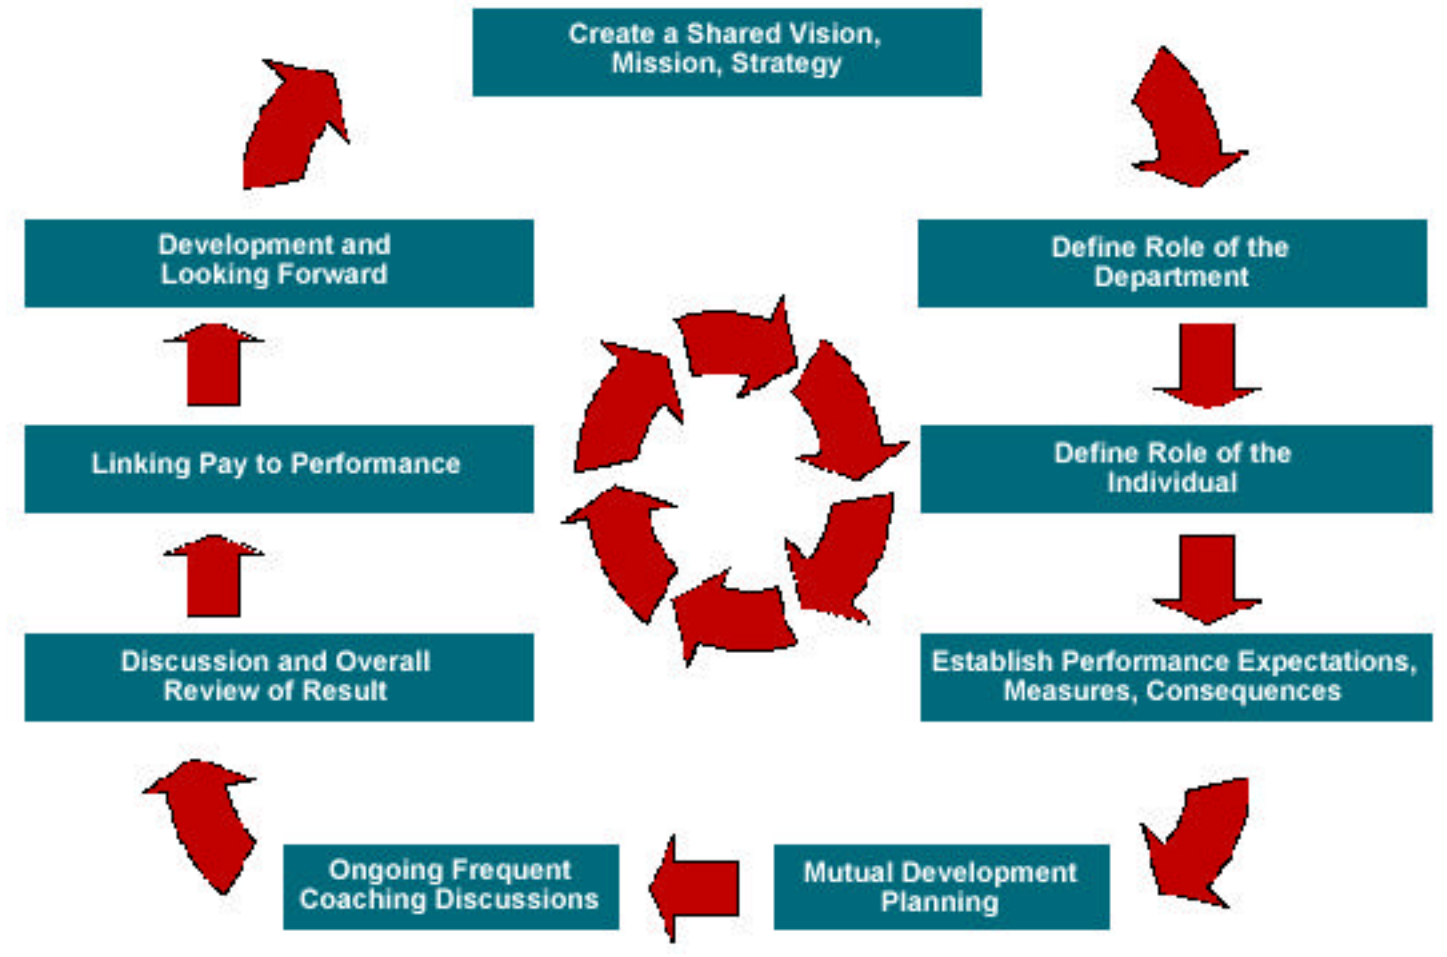 Create a Shared Vision,
Mission, Strategy
Development and
Looking Forward
Define Role of the
Department
Linking Pay to Performance
Define Role of the
Individual
Discussion and Overall
Review of Result
Establish Performance Expectations,
Measures, Consequences
Ongoing Frequent
Coaching Discussions
Mutual Development
Planning